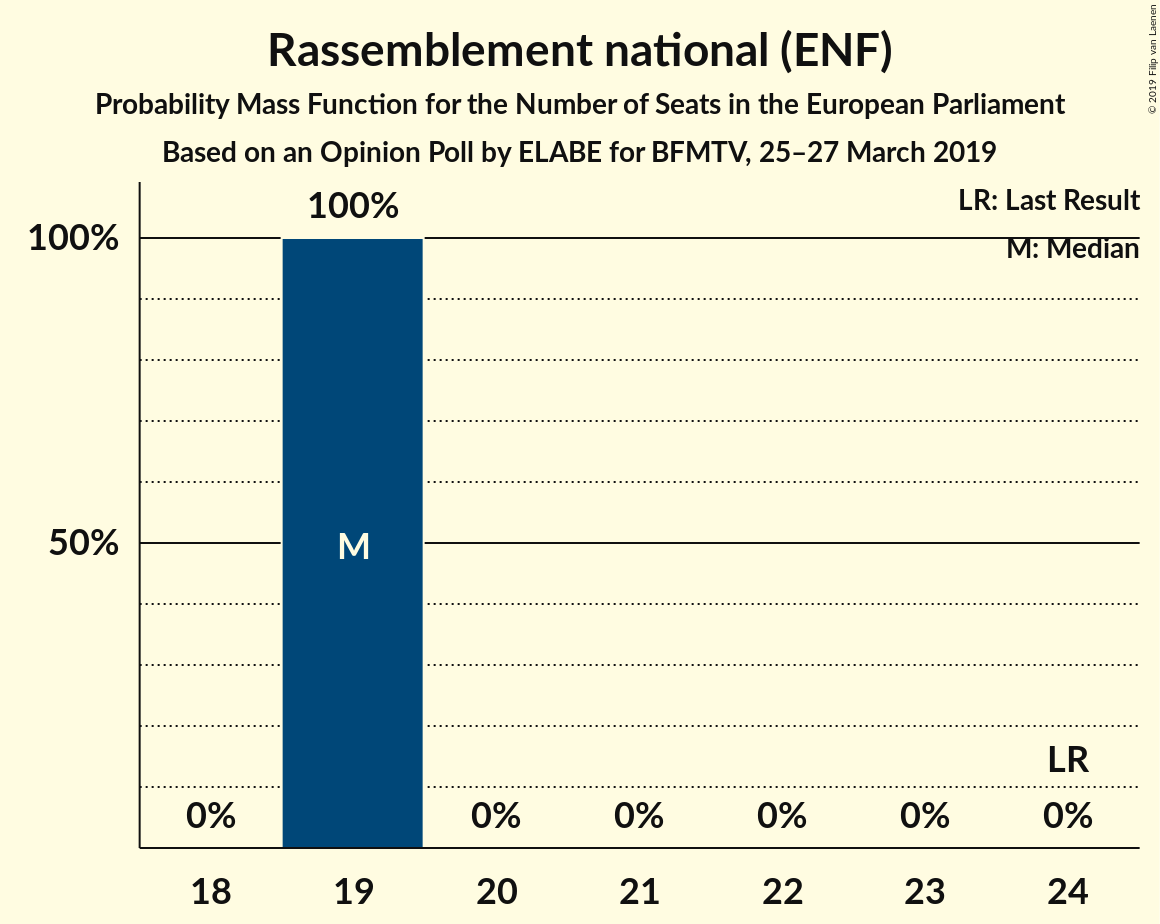 Rassemblement national (ENF)
Probability Mass Function for the Number of Seats in the European Parliament
Based on an Opinion Poll by ELABE for BFMTV, 25–27 March 2019
© 2019 Filip van Laenen
LR: Last Result
M: Median
100%
100%
50%
M
LR
0%
0%
0%
0%
0%
0%
18
19
20
21
22
23
24